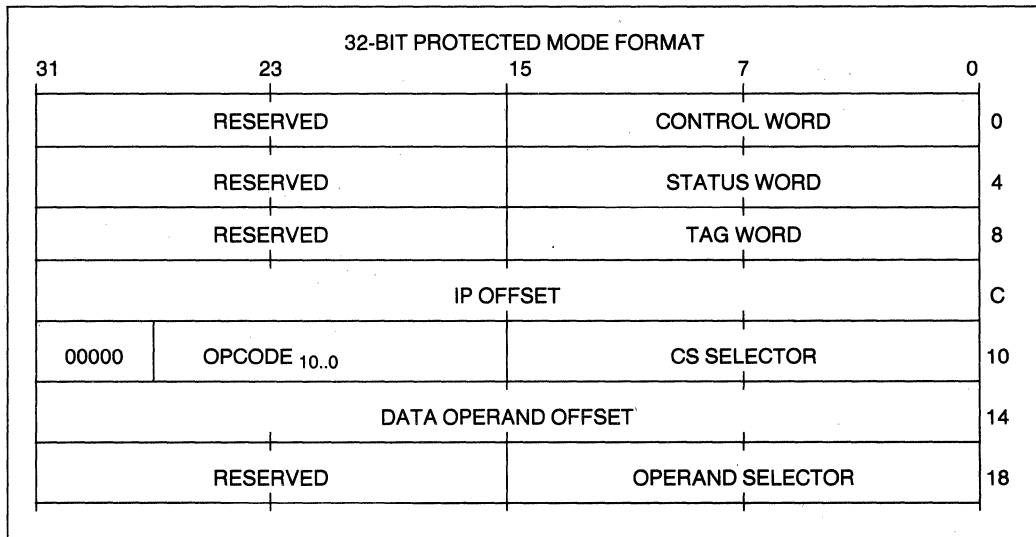 32-BIT PROTECTED MODE FORMAT
31 23 15 7 0
RESERVED CONTROL WORD 0
RESERVED STATUS WORD 4
RESERVED TAG WORD 8
IP OFFSET C
00000 OPCODE 10..0 CS SELECTOR 10
DATA OPERAND OFFSET 14
RESERVED OPERAND SELECTOR 18